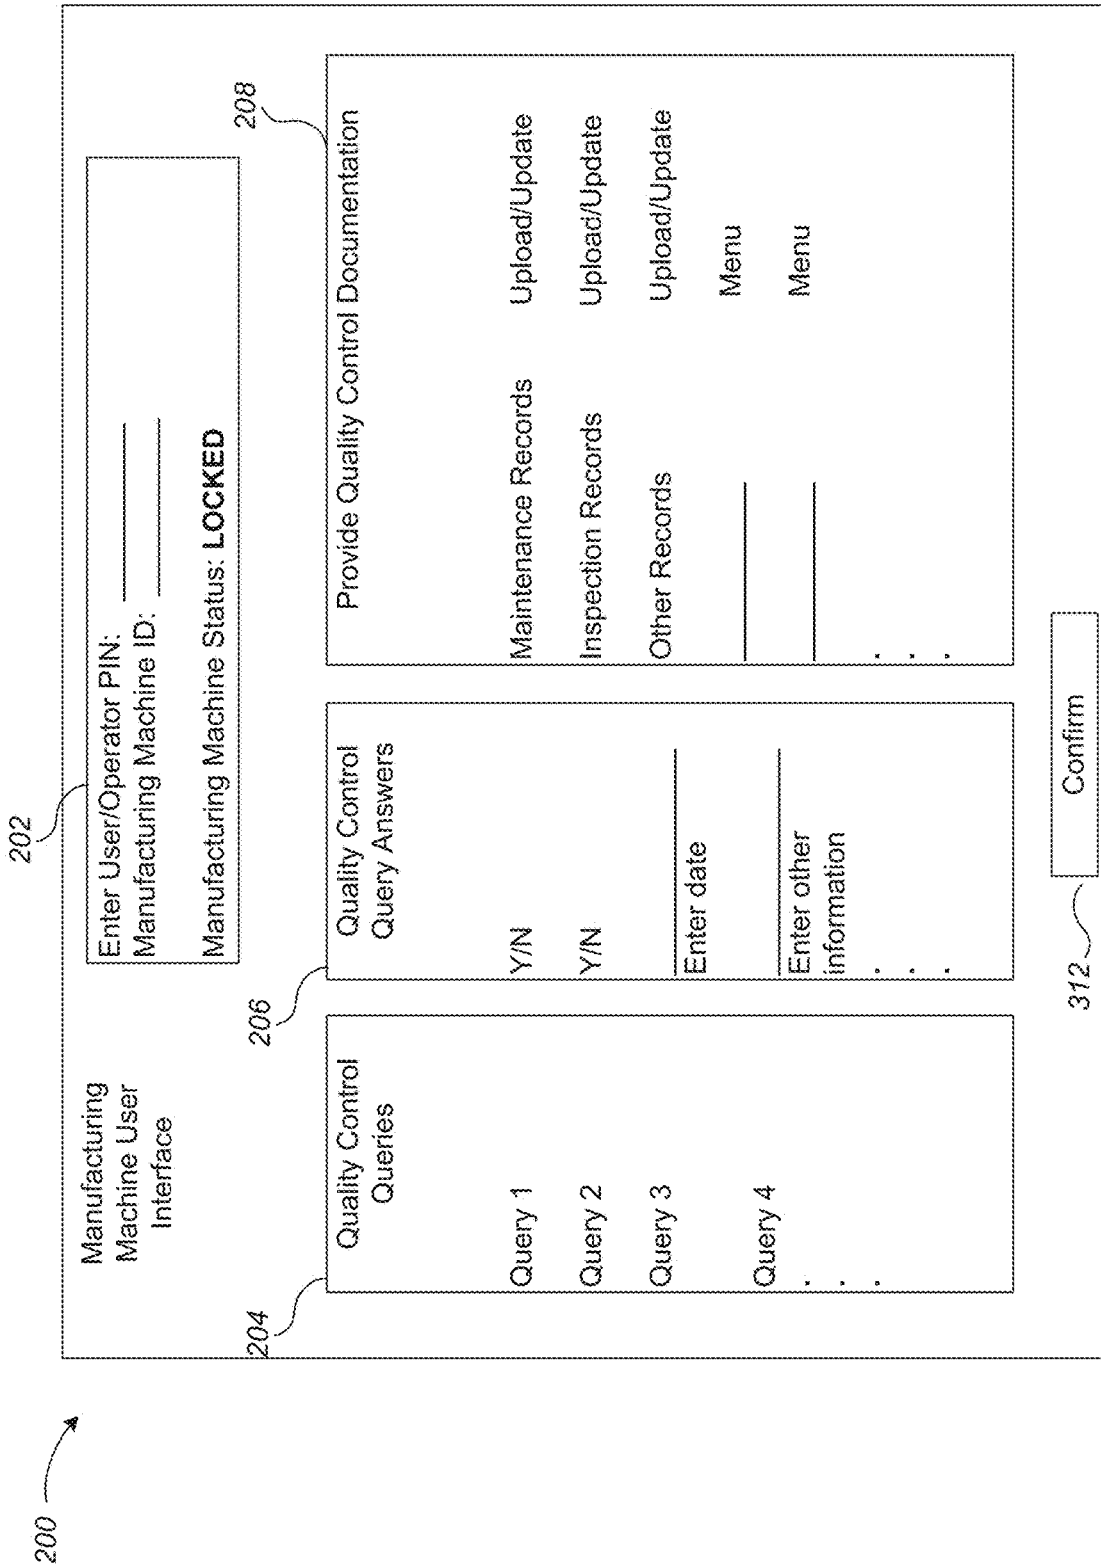 200
202
Manufacturing
Machine User
Interface
Enter User/Operator PIN:
Manufacturing Machine ID:
Manufacturing Machine Status: LOCKED
204
Quality Control
Queries
Query 1
Query 2
Query 3
Query 4
.
.
.
206
Quality Control
Query Answers
Y/N
Y/N
Enter date
Enter other
information
.
.
.
208
Provide Quality Control Documentation
Maintenance Records Upload/Update
Inspection Records Upload/Update
Other Records Upload/Update
Menu
Menu
.
.
.
312
Confirm